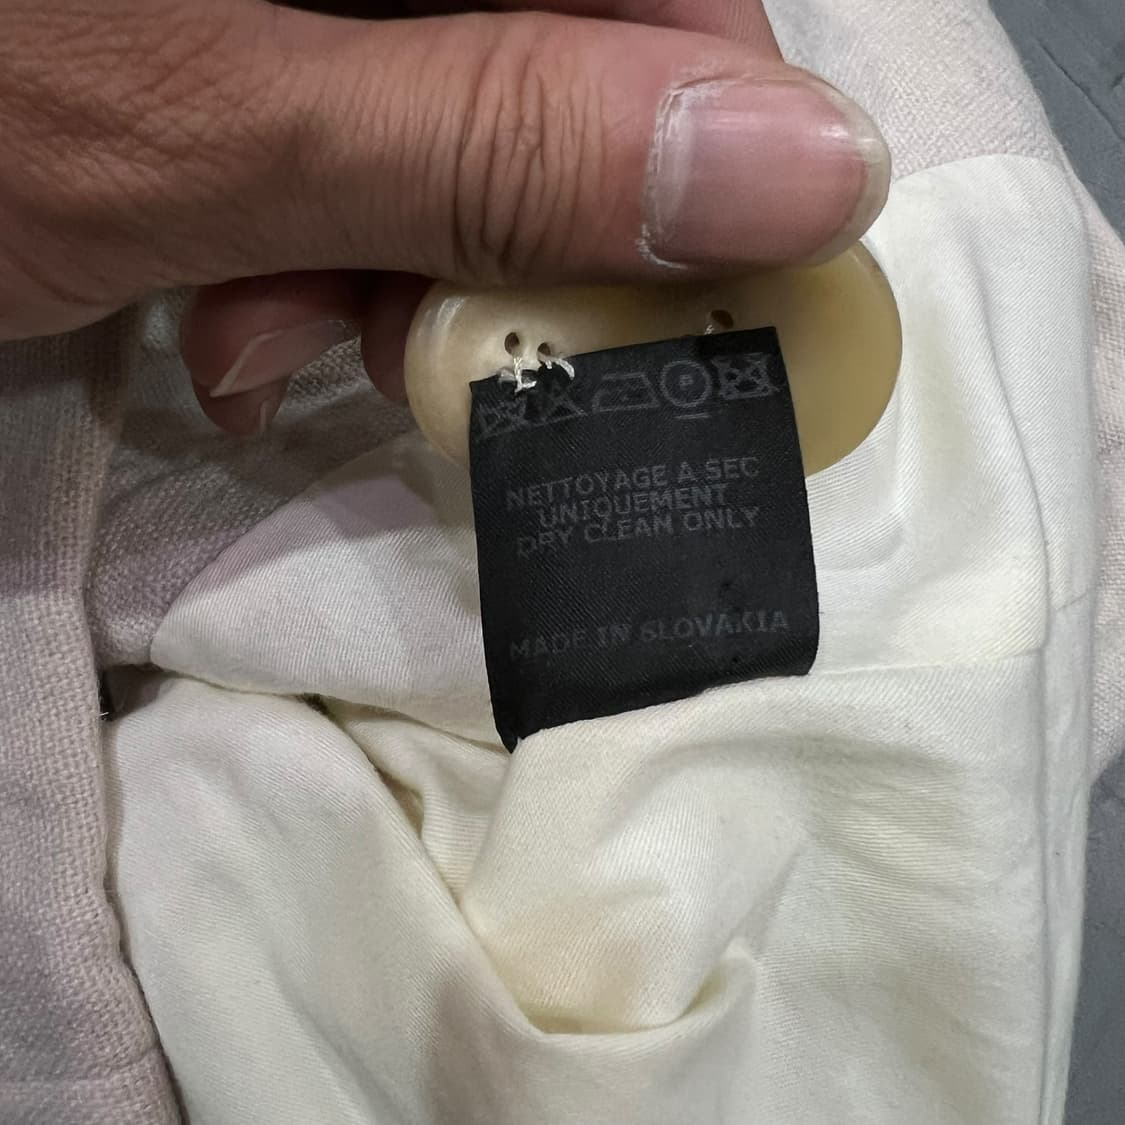 NETTOYAGE A SEC
UNIQUEMENT
DRY CLEAN ONLY
MADE IN SLOVAKIA